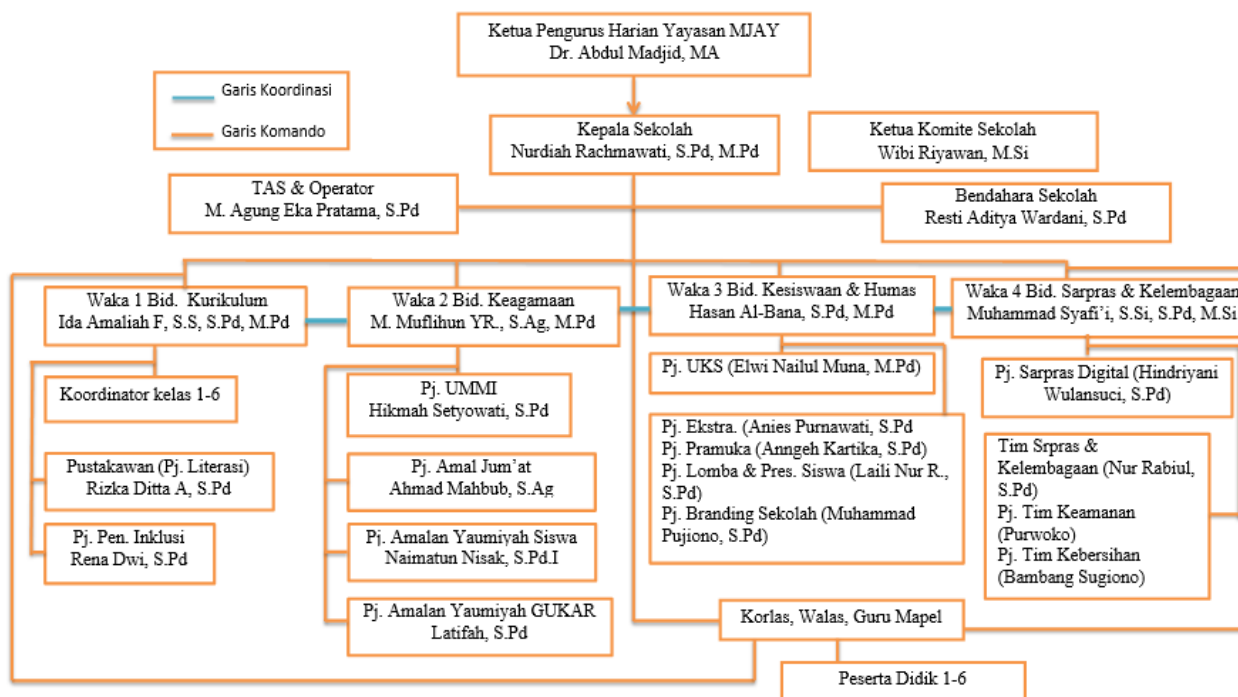 Ketua Pengurus Harian Yayasan MJAY
Dr. Abdul Madjid, MA
Garis Koordinasi
Garis Komando
Kepala Sekolah
Nurdiah Rachmawati, S.Pd, M.Pd
Ketua Komite Sekolah
Wibi Riyawan, M.Si
TAS & Operator
M. Agung Eka Pratama, S.Pd
Bendahara Sekolah
Resti Aditya Wardani, S.Pd
Waka 1 Bid.  Kurikulum
Ida Amaliah F, S.S, S.Pd, M.Pd
Waka 2 Bid. Keagamaan
M. Muflihun YR., S.Ag, M.Pd
Waka 3 Bid. Kesiswaan & Humas
Hasan Al-Bana, S.Pd, M.Pd
Waka 4 Bid. Sarpras & Kelembagaan
Muhammad Syafi’i, S.Si, S.Pd, M.Si
Koordinator kelas 1-6
Pustakawan (Pj. Literasi)
Rizka Ditta A, S.Pd
Pj. Pen. Inklusi
Rena Dwi, S.Pd
Pj. UMMI
Hikmah Setyowati, S.Pd
Pj. Amal Jum’at
Ahmad Mahbub, S.Ag
Pj. Amalan Yaumiyah Siswa
Naimatun Nisak, S.Pd.I
Pj. Amalan Yaumiyah GUKAR
Latifah, S.Pd
Pj. UKS (Elwi Nailul Muna, M.Pd)
Pj. Ekstra. (Anies Purnawati, S.Pd
Pj. Pramuka (Anngeh Kartika, S.Pd)
Pj. Lomba & Pres. Siswa (Laili Nur R.,
S.Pd)
Pj. Branding Sekolah (Muhammad
Pujiono, S.Pd)
Pj. Sarpras Digital (Hindriyani
Wulansuci, S.Pd)
Tim Srpras &
Kelembagaan (Nur Rabiul,
S.Pd)
Pj. Tim Keamanan
(Purwoko)
Pj. Tim Kebersihan
(Bambang Sugiono)
Korlas, Walas, Guru Mapel
Peserta Didik 1-6